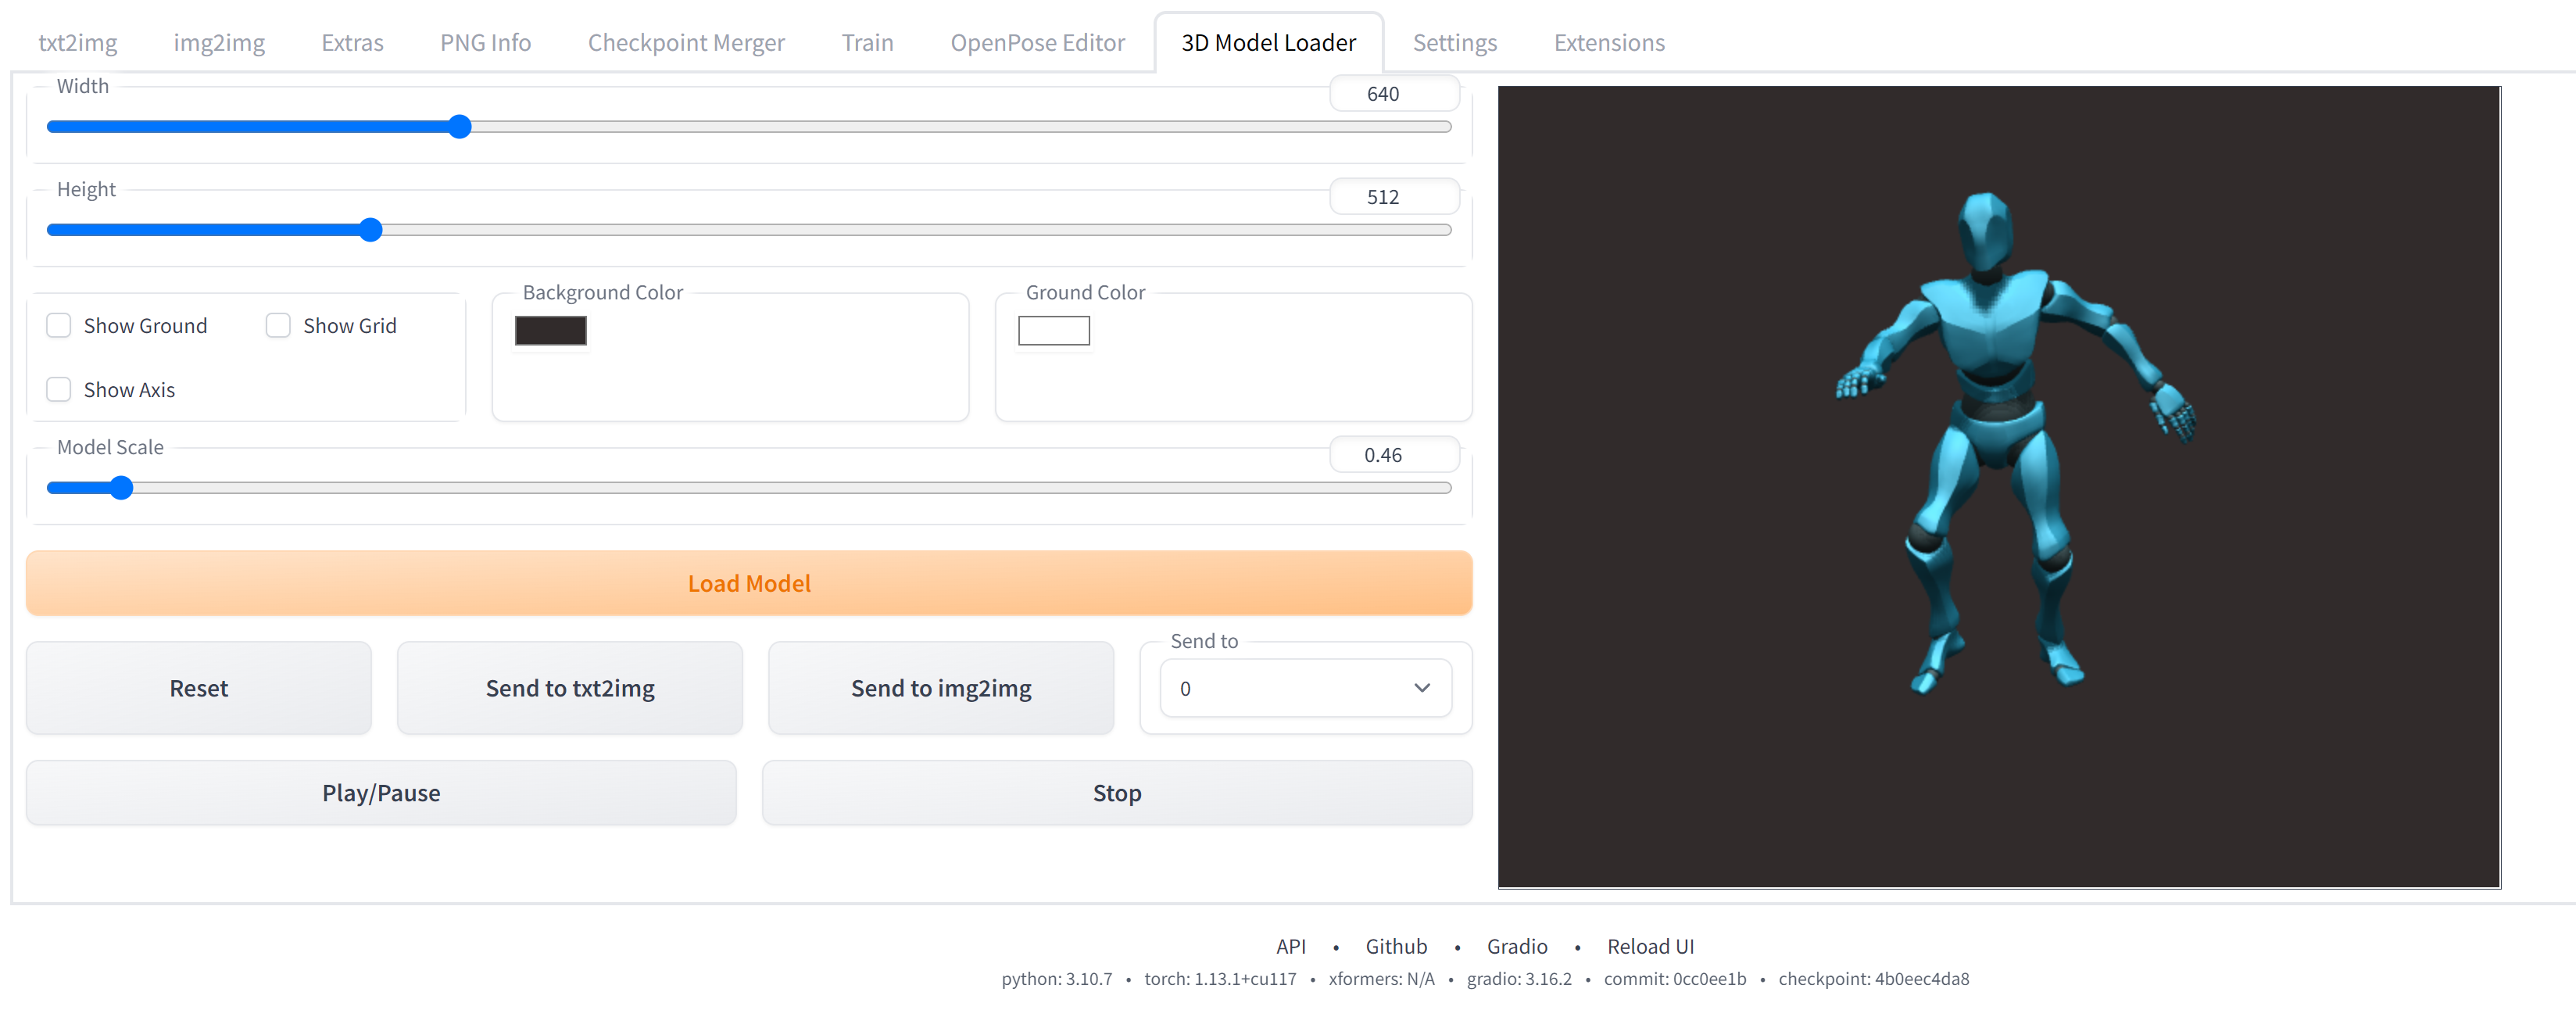 txt2img img2img Extras PNG Info Checkpoint Merger Train OpenPose Editor 3D Model Loader Settings Extensions
Width 640
Height 512
Show Ground Show Grid
Show Axis
Background Color
Ground Color
Model Scale 0.46
Load Model
Reset Send to txt2img Send to img2img
Send to
0
Play/Pause Stop
API • Github • Gradio • Reload UI
python: 3.10.7 • torch: 1.13.1+cu117 • xformers: N/A • gradio: 3.16.2 • commit: 0cc0ee1b • checkpoint: 4b0eec4da8